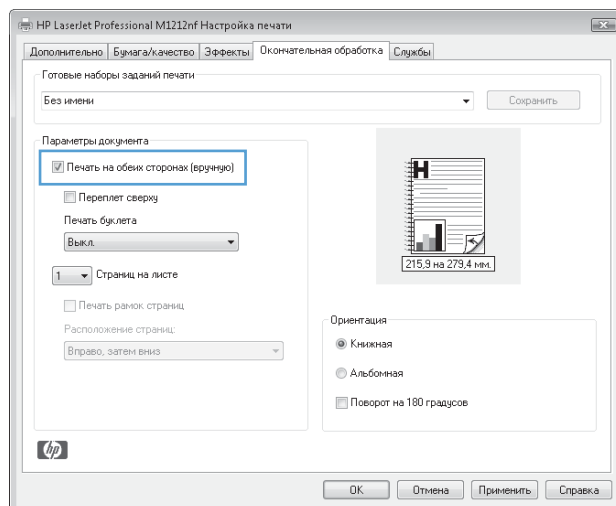 HP LaserJet Professional M1212nf Настройка печати
Дополнительно Бумага/качество Эффекты Окончательная обработка Службы
Готовые наборы заданий печати
Без имени Сохранить
Параметры документа
Печать на обеих сторонах (вручную)
Переплет сверху
Печать буклета
Выкл.
1 Страниц на листе
Печать рамок страниц
Расположение страниц:
Вправо, затем вниз
H
215,9 на 279,4 мм.
Ориентация
Книжная
Альбомная
Поворот на 180 градусов
hp
OK Отмена Применить Справка